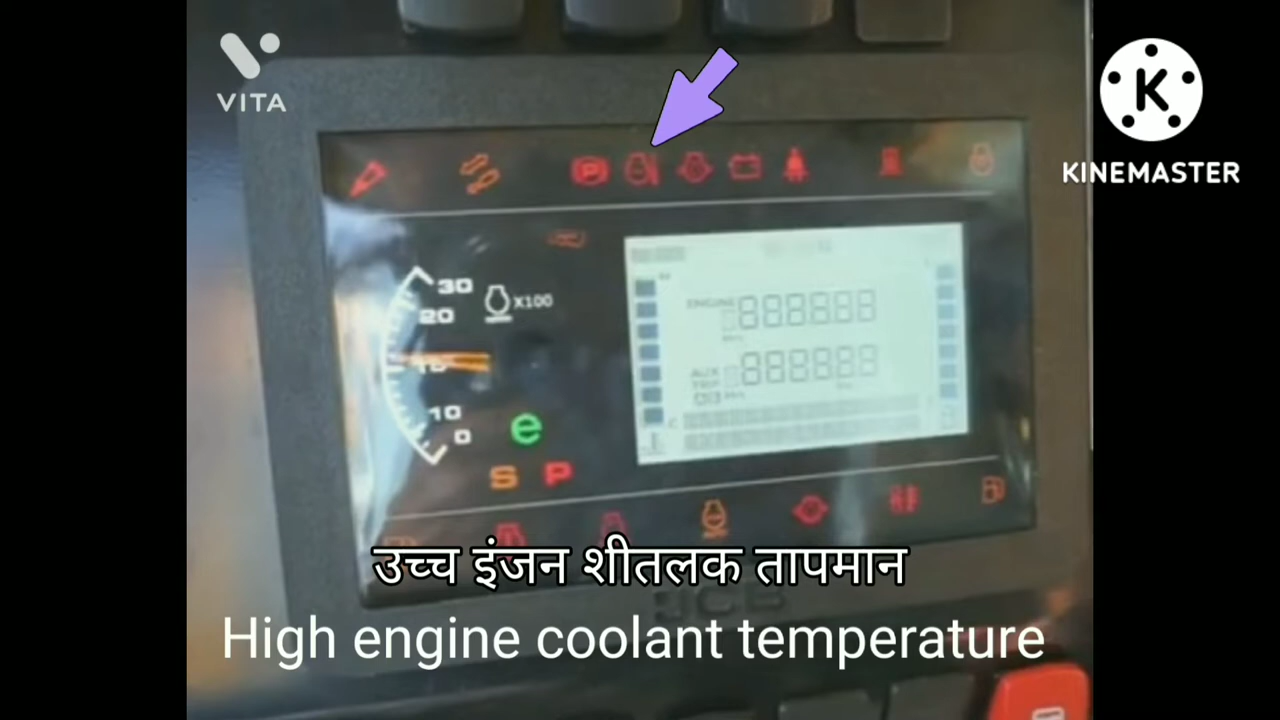 VITA
KINEMASTER
30
20
10
0
X100
ENGINE
888888
888888
AUX
e
S P
JCB
उच्च इंजन शीतलक तापमान
High engine coolant temperature